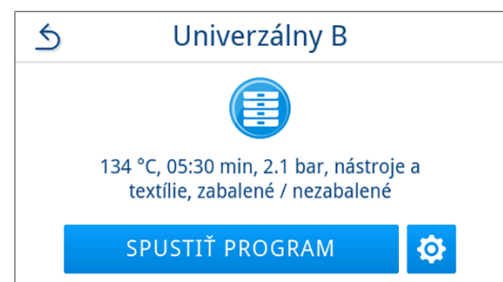 Univerzálny B
134 °C, 05:30 min, 2.1 bar, nástroje a
textílie, zabalené / nezabalené
SPUSTIŤ PROGRAM